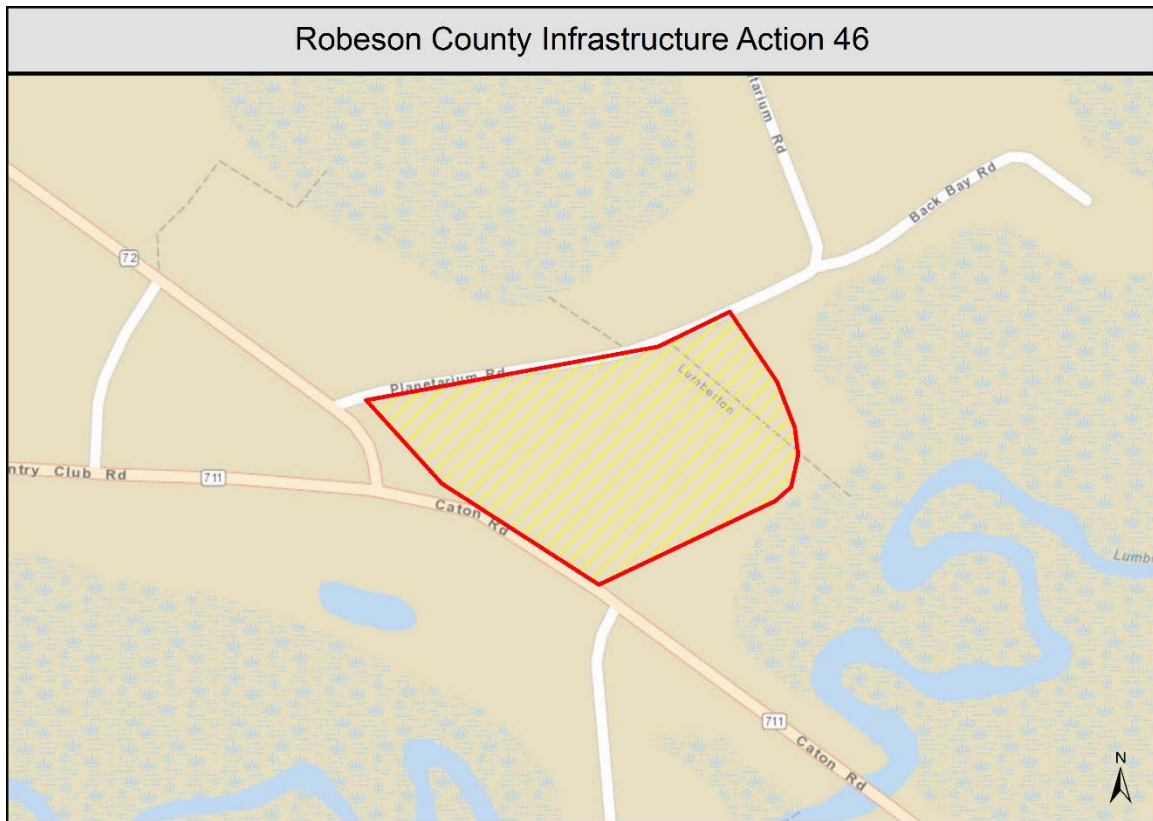 Robeson County Infrastructure Action 46
tarium Rd
Back Bay Rd
72
Planetarium Rd
Lumberton
ntry Club Rd
711
Caton Rd
Lumbe
711
Caton Rd
N